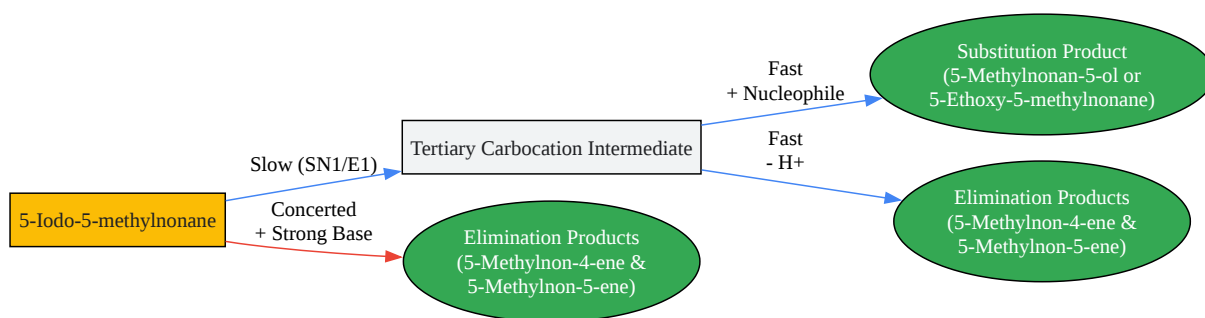 5-Iodo-5-methylnonane
Slow (SN1/E1)
Concerted
+ Strong Base
Tertiary Carbocation Intermediate
Elimination Products
(5-Methylnon-4-ene &
5-Methylnon-5-ene)
Fast
+ Nucleophile
Fast
- H+
Substitution Product
(5-Methylnonan-5-ol or
5-Ethoxy-5-methylnonane)
Elimination Products
(5-Methylnon-4-ene &
5-Methylnon-5-ene)